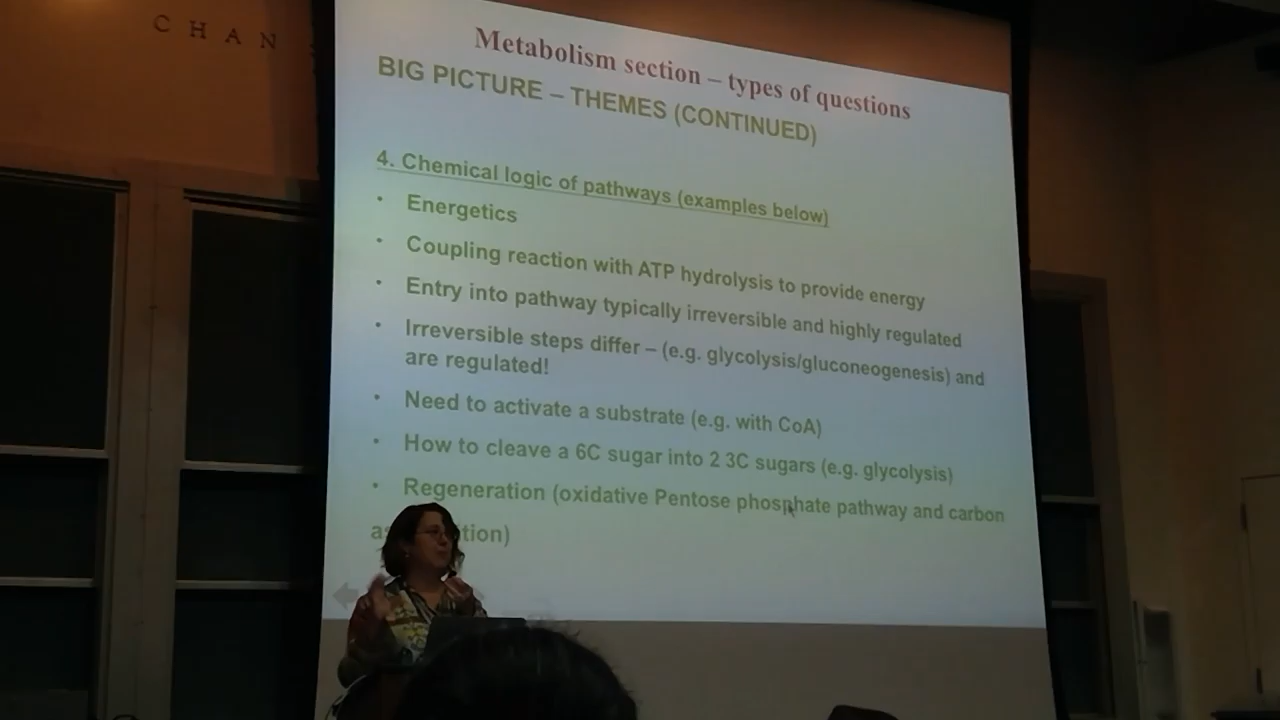 CHAN
Metabolism section – types of questions
BIG PICTURE – THEMES (CONTINUED)
4. Chemical logic of pathways (examples below)
• Energetics
• Coupling reaction with ATP hydrolysis to provide energy
• Entry into pathway typically irreversible and highly regulated
• Irreversible steps differ – (e.g. glycolysis/gluconeogenesis) and
are regulated!
• Need to activate a substrate (e.g. with CoA)
• How to cleave a 6C sugar into 2 3C sugars (e.g. glycolysis)
• Regeneration (oxidative Pentose phosphate pathway and carbon